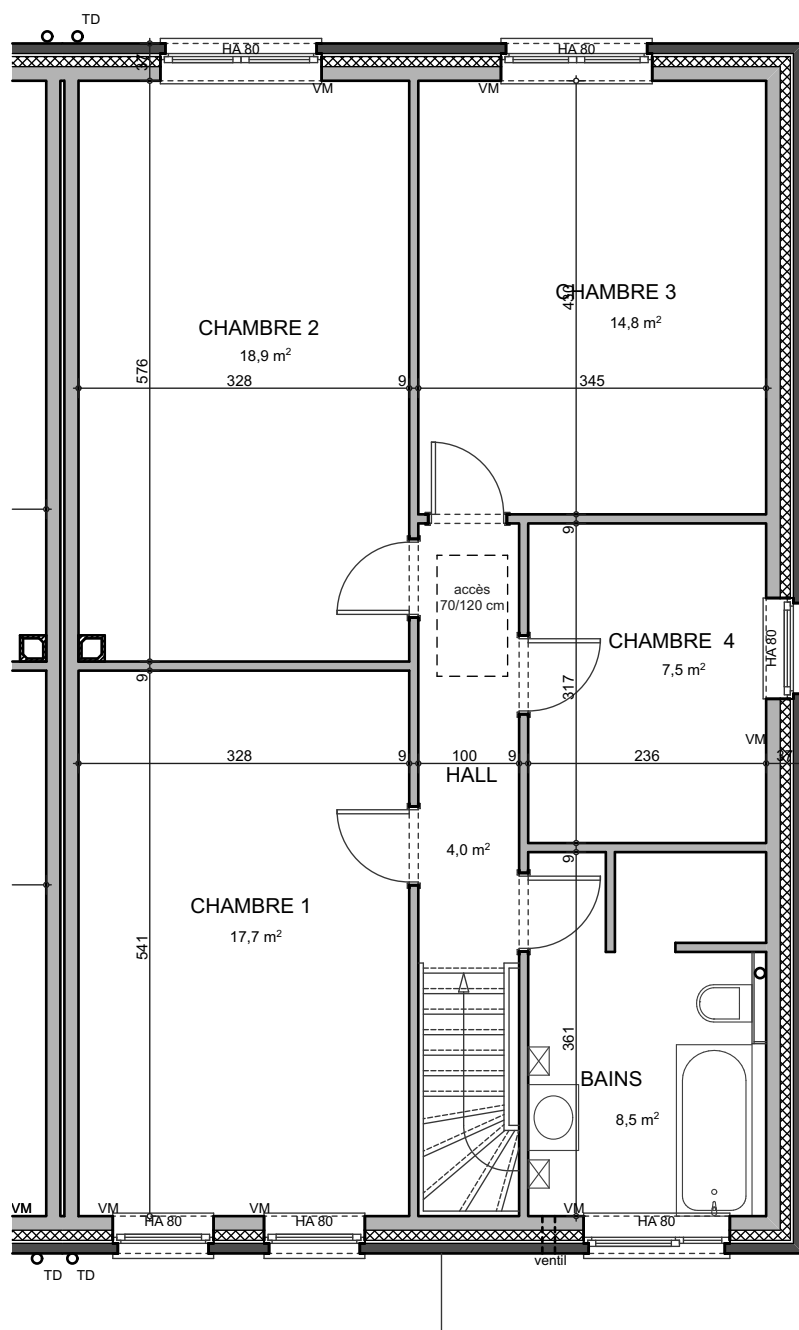 TD
HA 80
HA 80
37
VM
VM
CHAMBRE 3
430
14,8 m²
CHAMBRE 2
18,9 m²
576
328
9
345
9
accès
70/120 cm
CHAMBRE 4
7,5 m²
HA 80
9
317
VM
328
9
100
9
236
37
HALL
4,0 m²
9
CHAMBRE 1
17,7 m²
541
361
BAINS
8,5 m²
VM
VM
VM
VM
HA 80
HA 80
HA 80
ventil
TD
TD